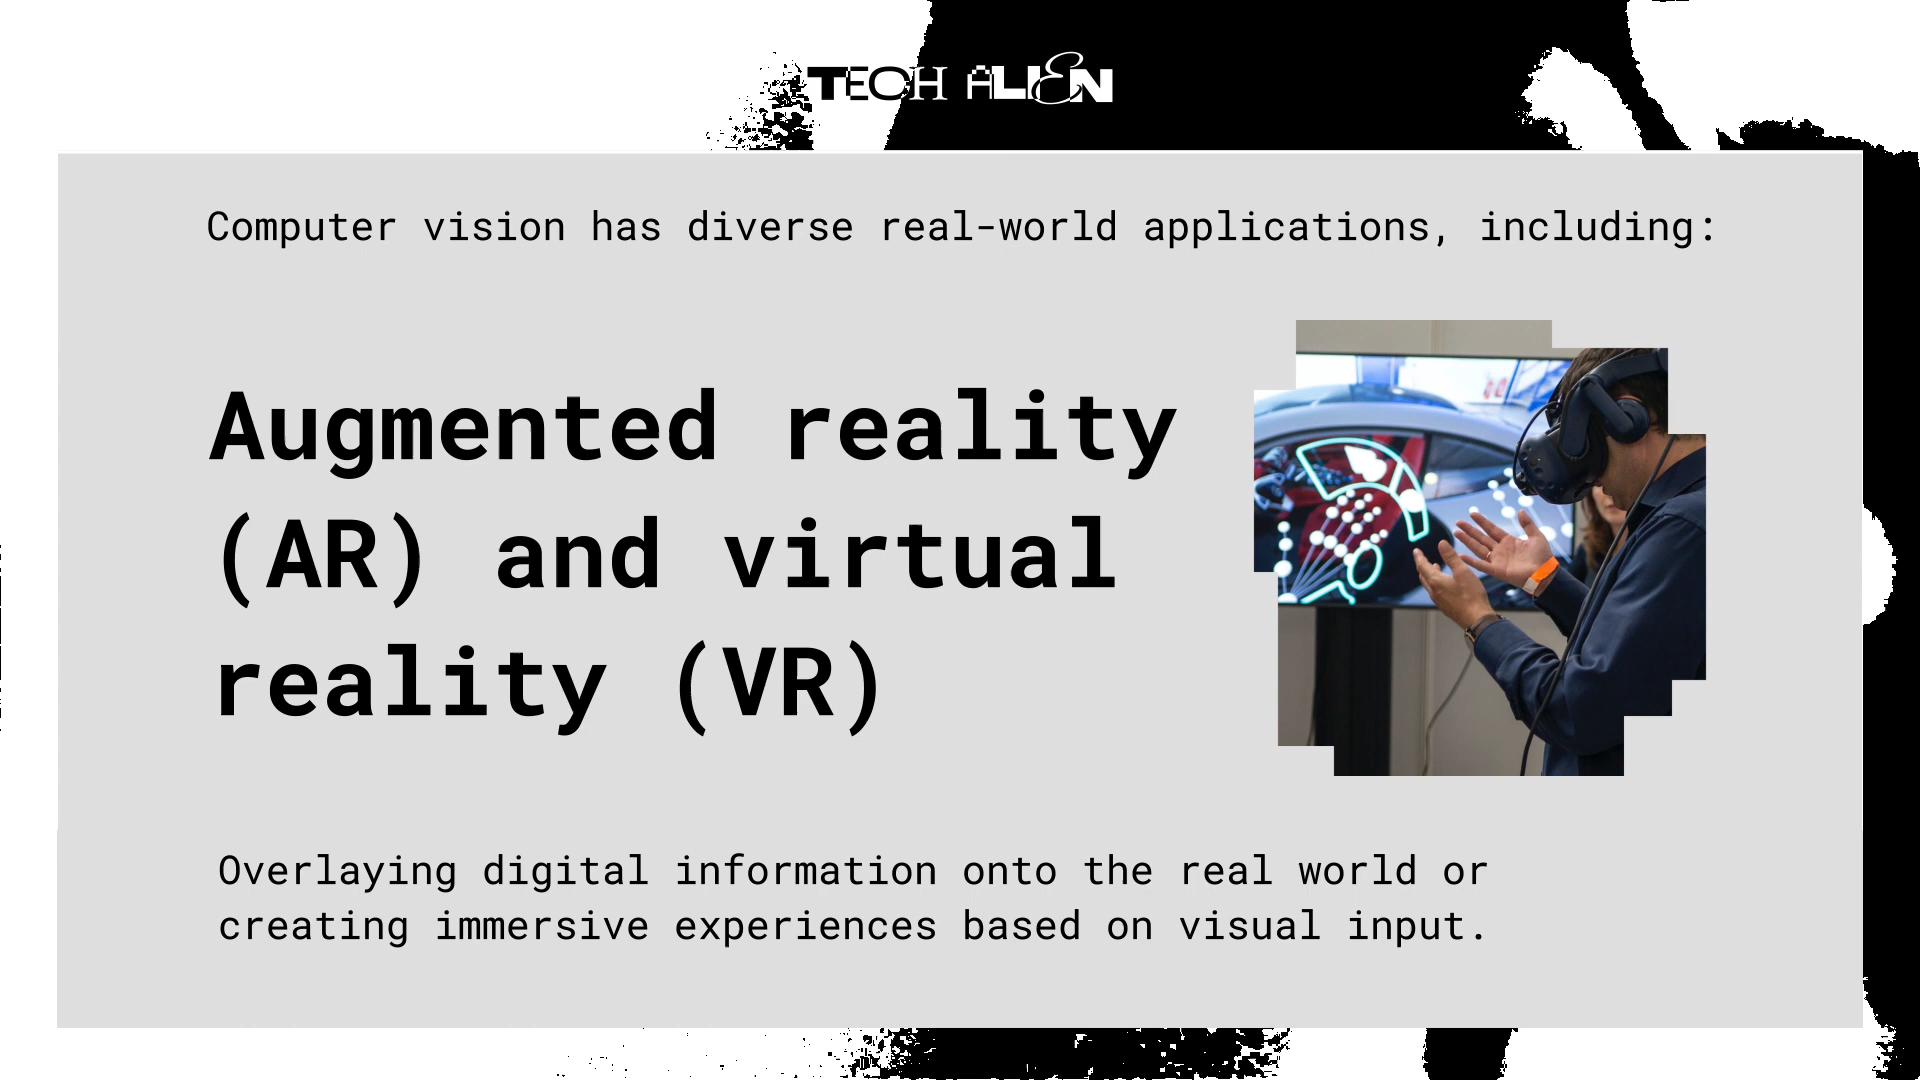 TECH ALIEN
Computer vision has diverse real-world applications, including:
Augmented reality
(AR) and virtual
reality (VR)
Overlaying digital information onto the real world or
creating immersive experiences based on visual input.